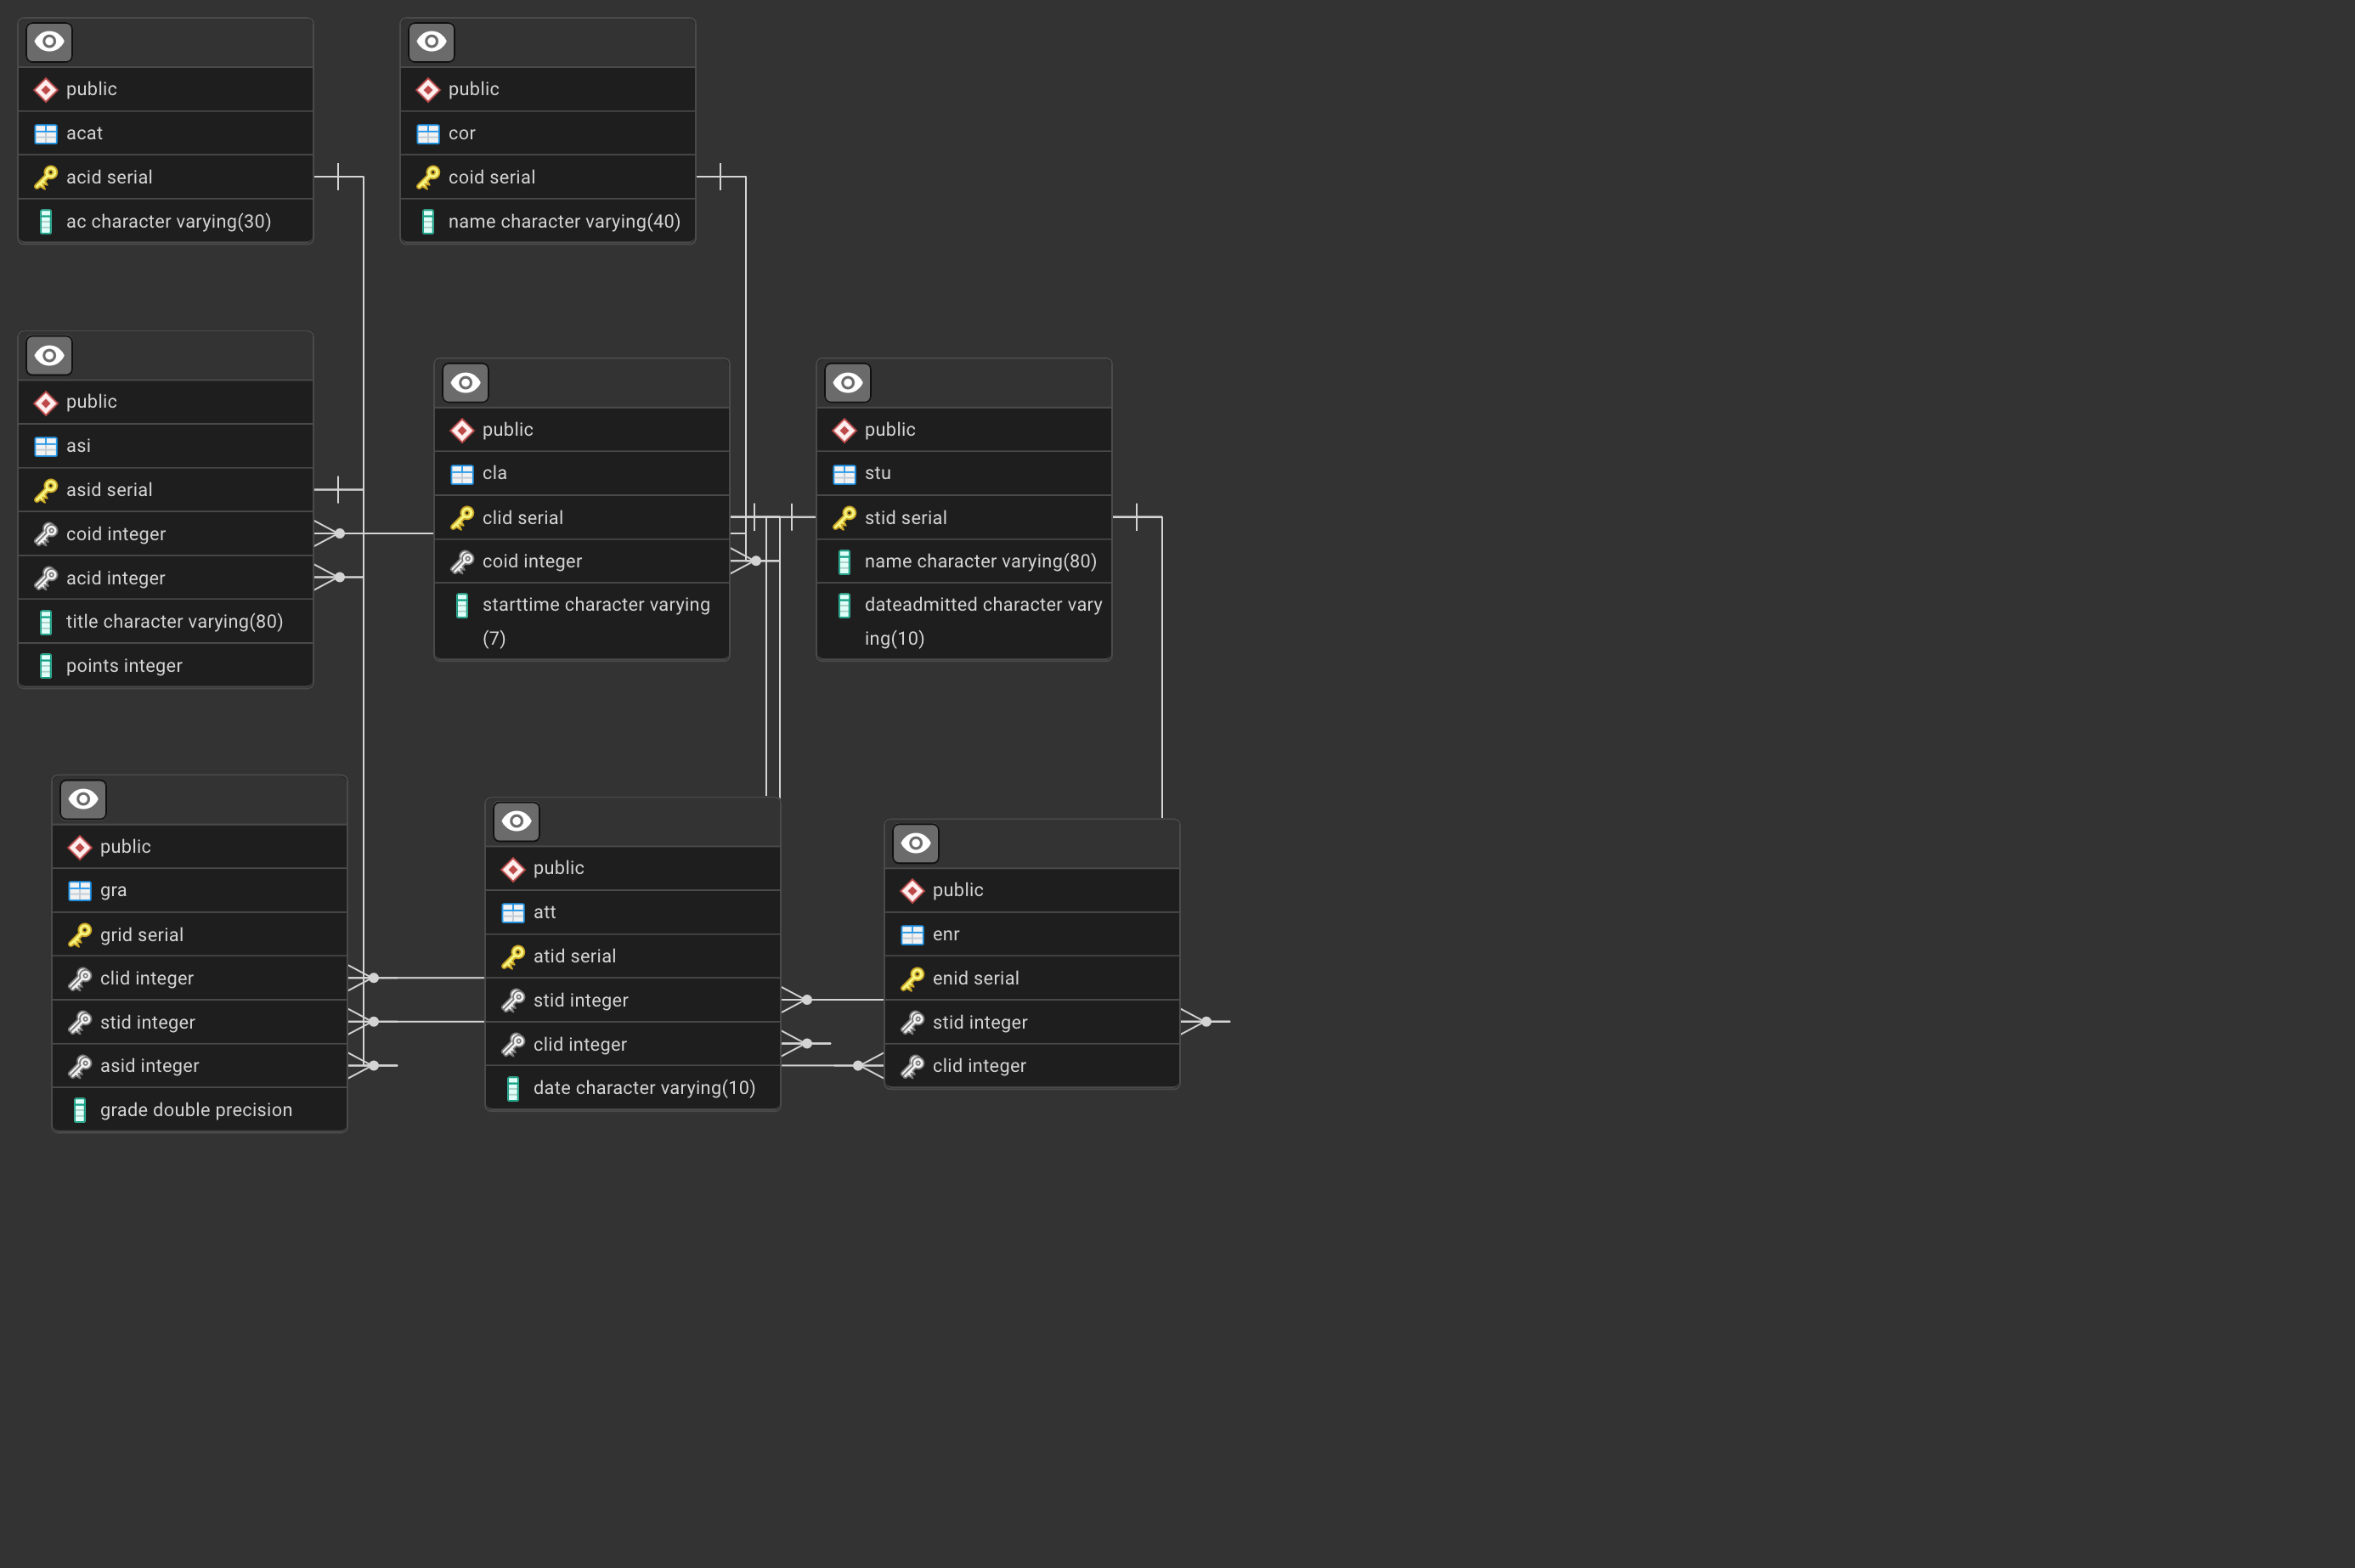 public
acat
acid serial
ac character varying(30)
public
cor
coid serial
name character varying(40)
public
asi
asid serial
coid integer
acid integer
title character varying(80)
points integer
public
cla
clid serial
coid integer
starttime character varying
(7)
public
stu
stid serial
name character varying(80)
dateadmitted character vary
ing(10)
public
gra
grid serial
clid integer
stid integer
asid integer
grade double precision
public
att
atid serial
stid integer
clid integer
date character varying(10)
public
enr
enid serial
stid integer
clid integer